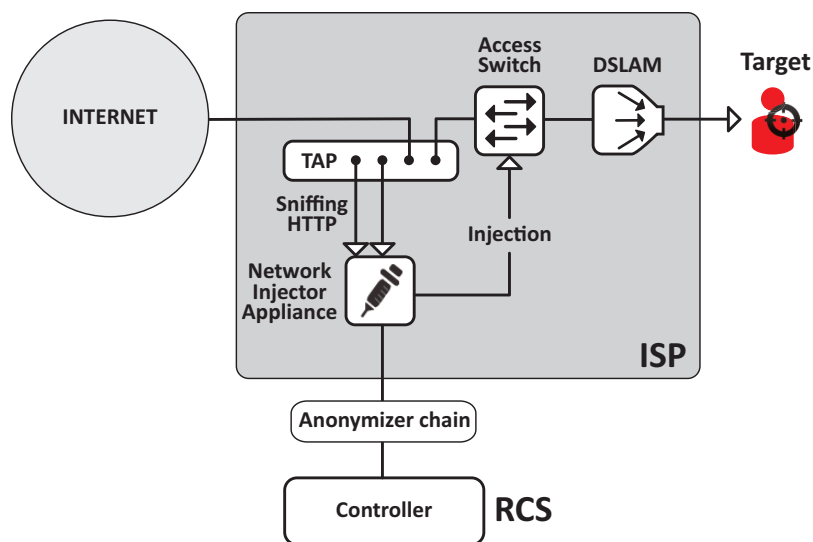 INTERNET
Access
Switch
DSLAM
Target
TAP
Sniffing
HTTP
Injection
Network
Injector
Appliance
ISP
Anonymizer chain
Controller
RCS